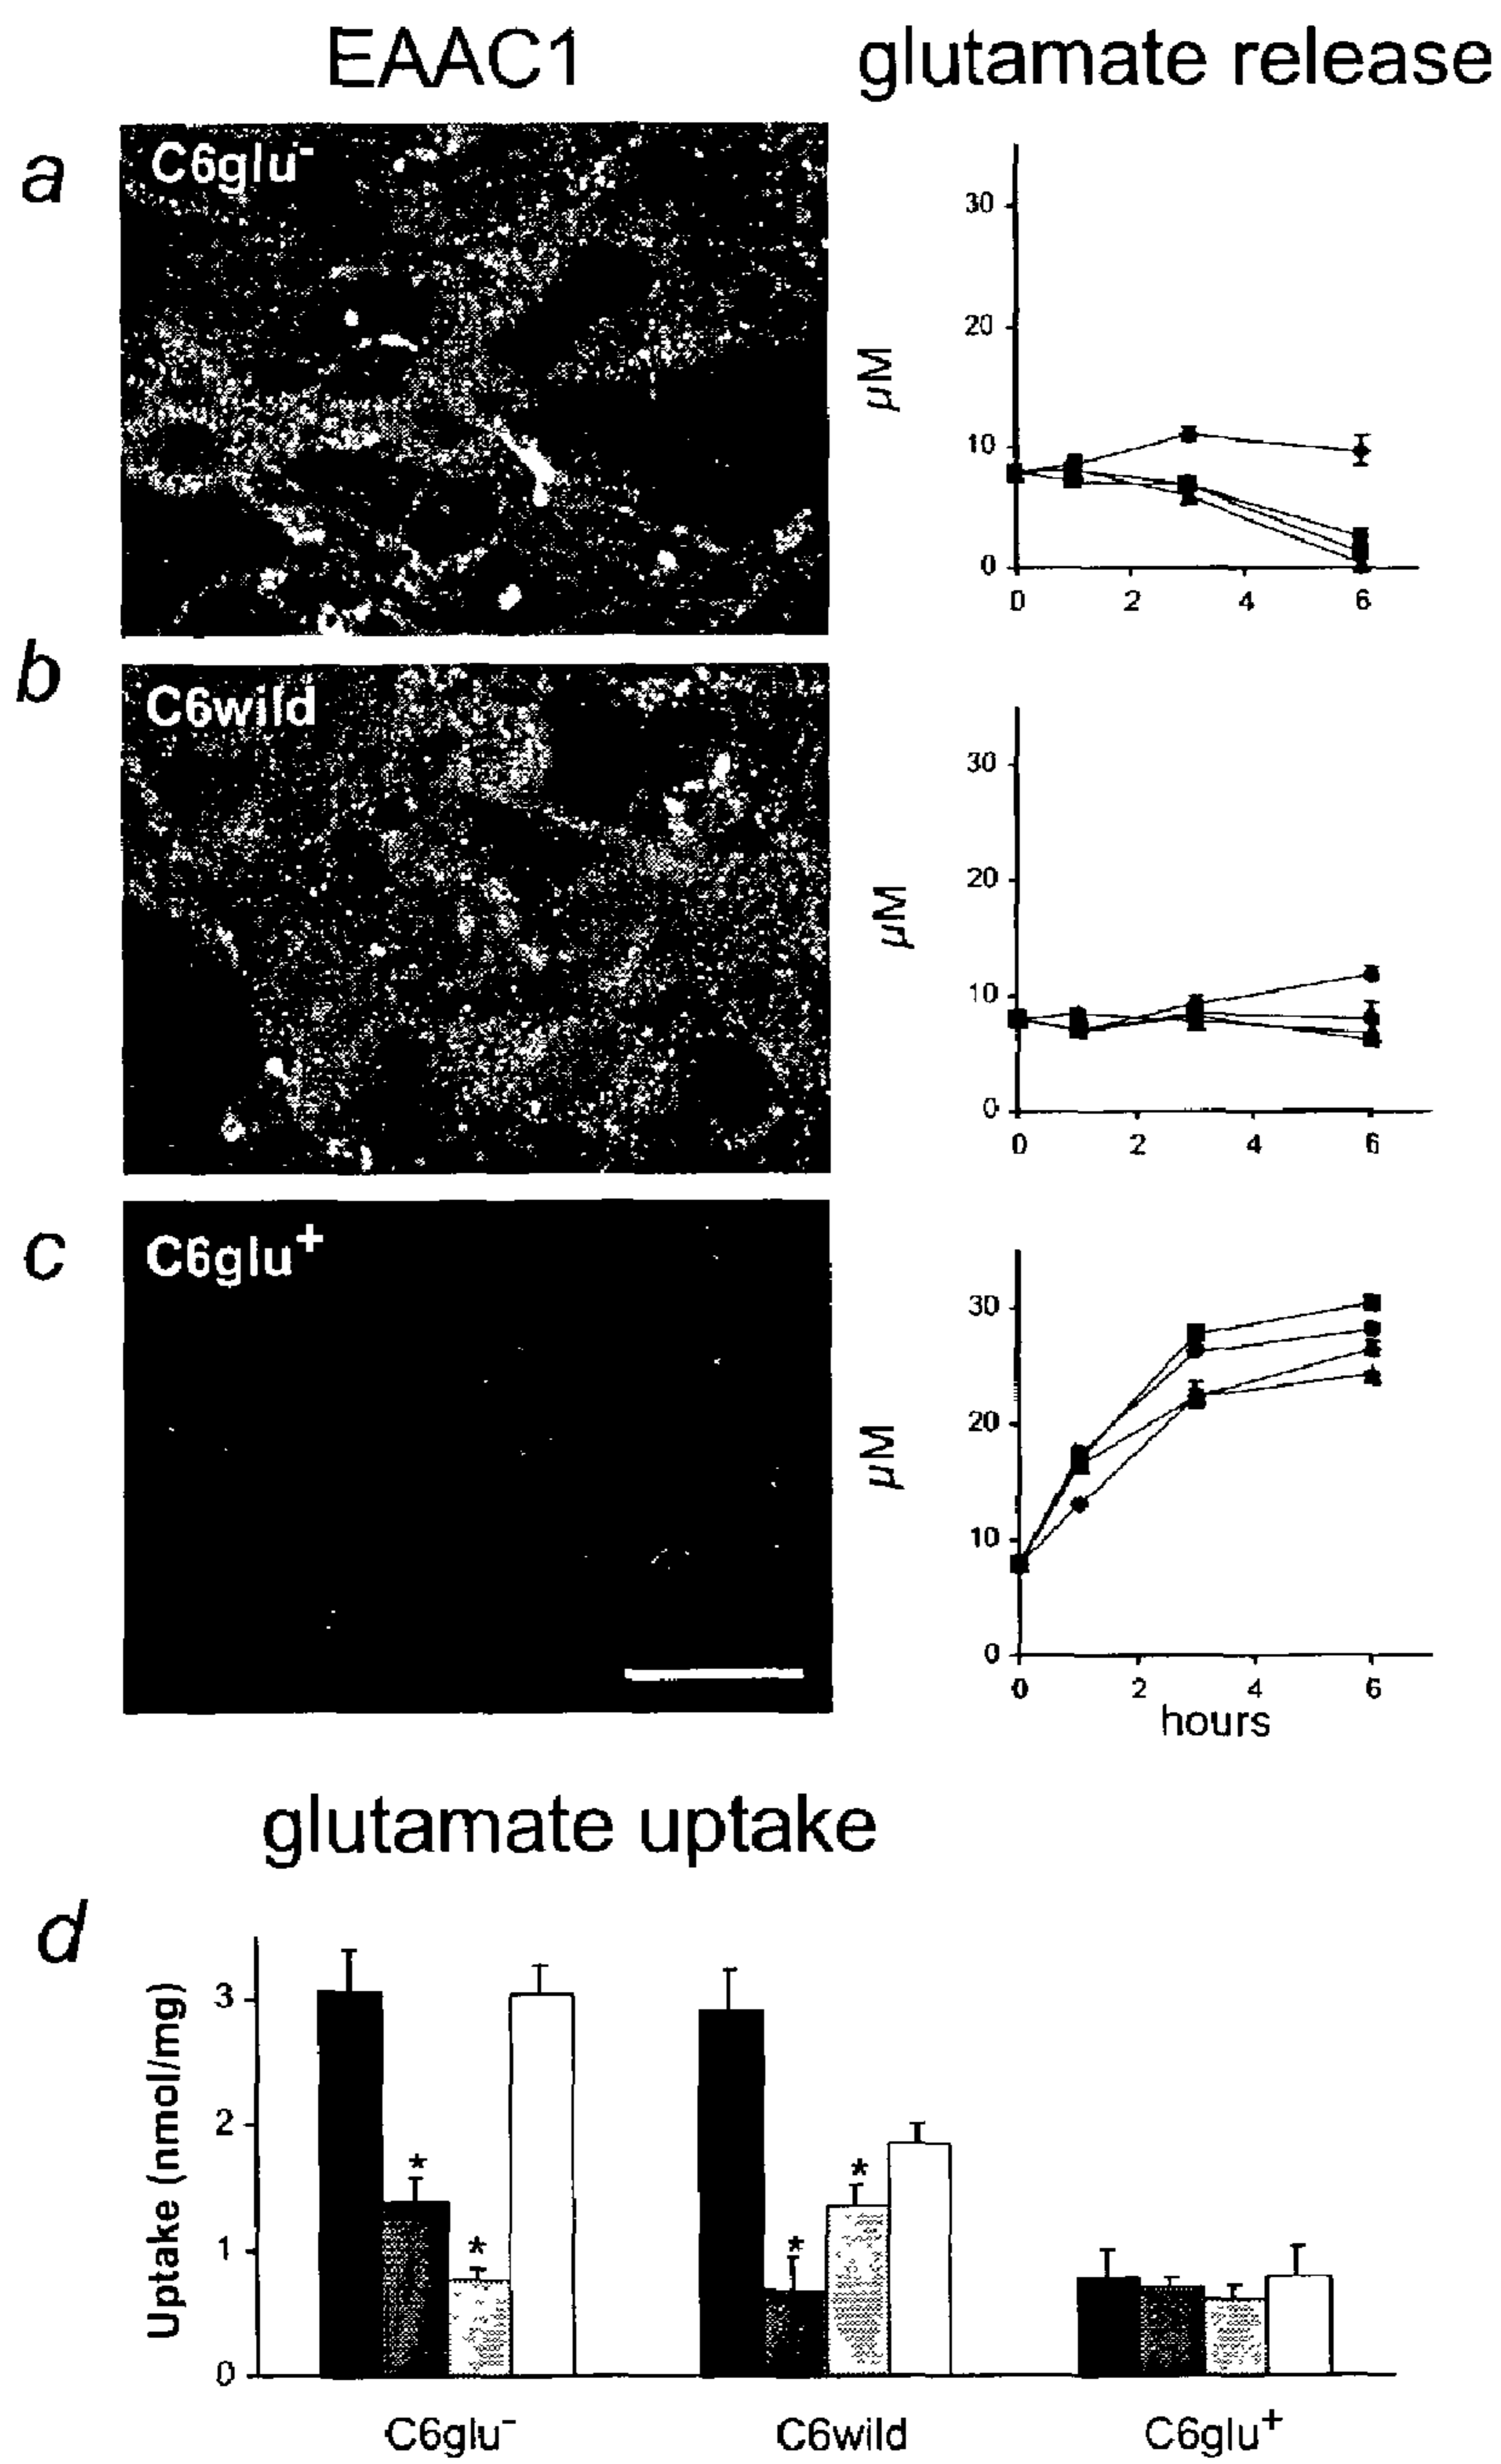 EAAC1 glutamate release
a
C6glu⁻
30
20
µM
10
0
0 2 4 6
b
C6wild
30
20
µM
10
0
0 2 4 6
c
C6glu⁺
30
20
µM
10
0
0 2 4 6
hours
glutamate uptake
d
Uptake (nmol/mg)
3
2
1
0
* * * *
C6glu⁻ C6wild C6glu⁺